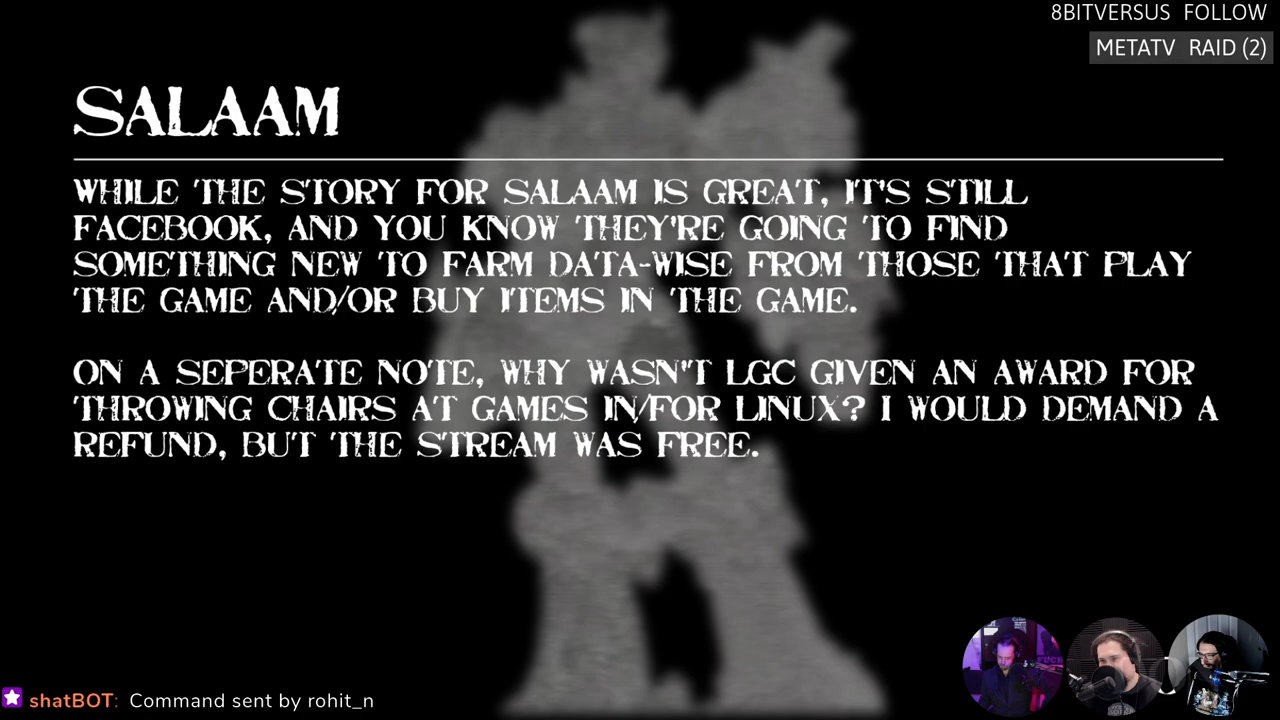 8BITVERSUS FOLLOW
METATV RAID (2)
SALAAM
WHILE THE STORY FOR SALAAM IS GREAT, IT'S STILL
FACEBOOK, AND YOU KNOW THEY'RE GOING TO FIND
SOMETHING NEW TO FARM DATA-WISE FROM THOSE THAT PLAY
THE GAME AND/OR BUY ITEMS IN THE GAME.
ON A SEPERATE NOTE, WHY WASN"T LGC GIVEN AN AWARD FOR
THROWING CHAIRS AT GAMES IN/FOR LINUX? I WOULD DEMAND A
REFUND, BUT THE STREAM WAS FREE.
shatBOT: Command sent by rohit_n